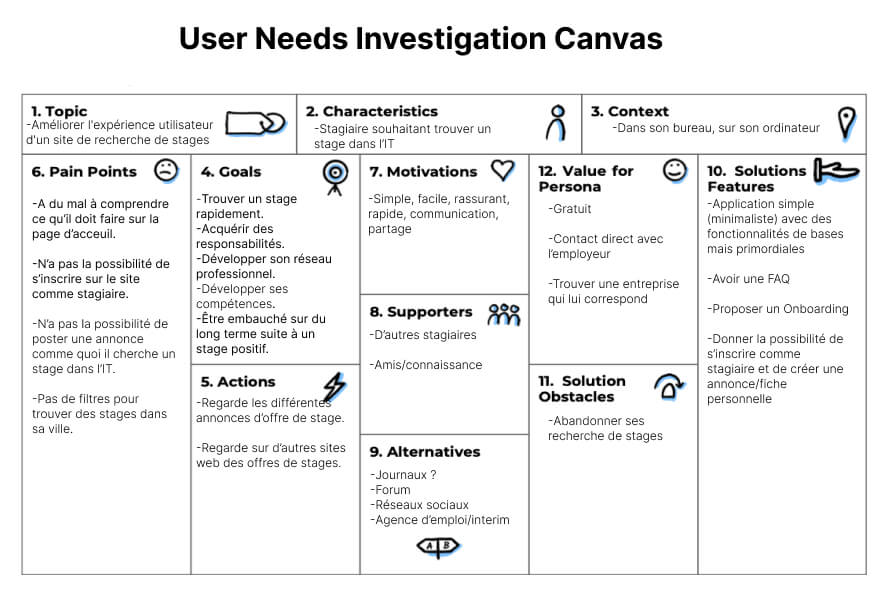 User Needs Investigation Canvas
1. Topic
-Améliorer l'expérience utilisateur
d'un site de recherche de stages
2. Characteristics
-Stagiaire souhaitant trouver un
stage dans l'IT
3. Context
-Dans son bureau, sur son ordinateur
6. Pain Points
-A du mal à comprendre
ce qu'il doit faire sur la
page d'acceuil.
-N'a pas la possibilité de
s'inscrire sur le site
comme stagiaire.
-N'a pas la possibilité de
poster une annonce
comme quoi il cherche un
stage dans l'IT.
-Pas de filtres pour
trouver des stages dans
sa ville.
4. Goals
-Trouver un stage
rapidement.
-Acquérir des
responsabilités.
-Développer son réseau
professionnel.
-Développer ses
compétences.
-Être embauché sur du
long terme suite à un
stage positif.
5. Actions
-Regarde les différentes
annonces d'offre de stage.
-Regarde sur d'autres sites
web des offres de stages.
7. Motivations
-Simple, facile, rassurant,
rapide, communication,
partage
8. Supporters
-D'autres stagiaires
-Amis/connaissance
9. Alternatives
-Journaux ?
-Forum
-Réseaux sociaux
-Agence d'emploi/interim
A B
12. Value for
Persona
-Gratuit
-Contact direct avec
l'employeur
-Trouver une entreprise
qui lui correspond
11. Solution
Obstacles
-Abandonner ses
recherche de stages
10. Solutions
Features
-Application simple
(minimaliste) avec des
fonctionnalités de bases
mais primordiales
-Avoir une FAQ
-Proposer un Onboarding
-Donner la possibilité de
s'inscrire comme
stagiaire et de créer une
annonce/fiche
personnelle